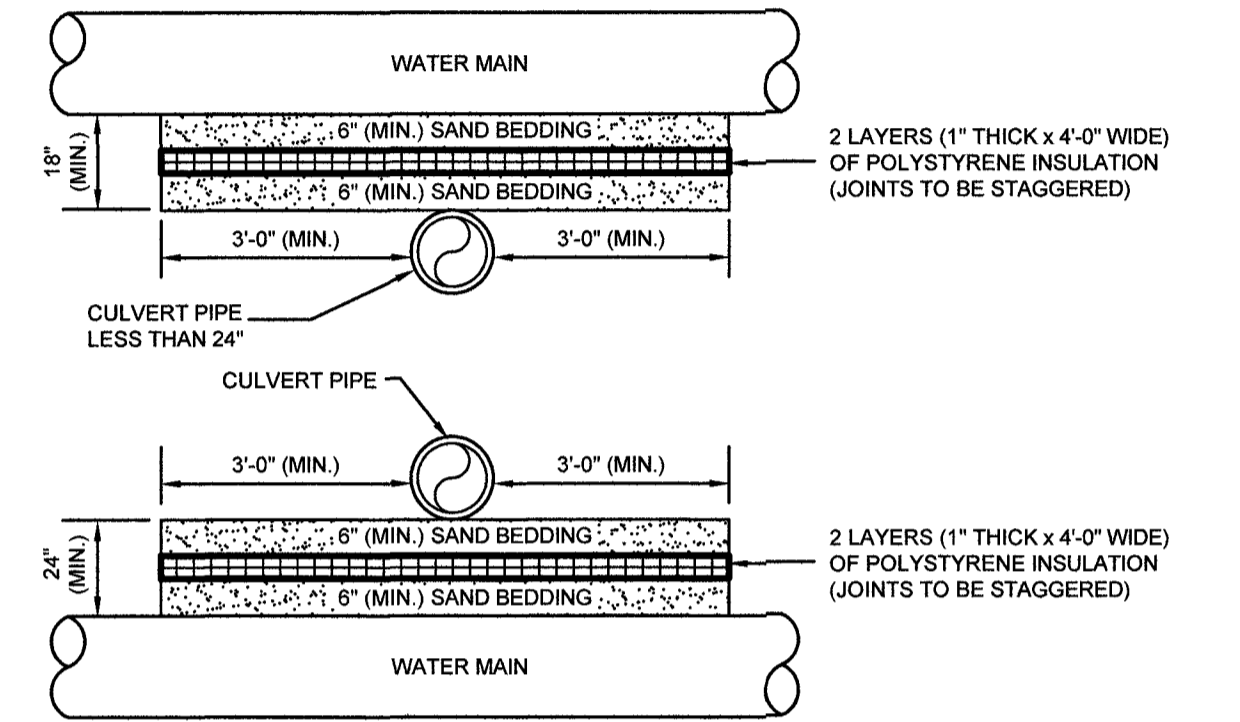 WATER MAIN
6" (MIN.) SAND BEDDING
18"
(MIN.)
2 LAYERS (1" THICK x 4'-0" WIDE)
OF POLYSTYRENE INSULATION
(JOINTS TO BE STAGGERED)
6" (MIN.) SAND BEDDING
3'-0" (MIN.)
3'-0" (MIN.)
CULVERT PIPE
LESS THAN 24"
CULVERT PIPE
3'-0" (MIN.)
3'-0" (MIN.)
6" (MIN.) SAND BEDDING
24"
(MIN.)
2 LAYERS (1" THICK x 4'-0" WIDE)
OF POLYSTYRENE INSULATION
(JOINTS TO BE STAGGERED)
6" (MIN.) SAND BEDDING
WATER MAIN